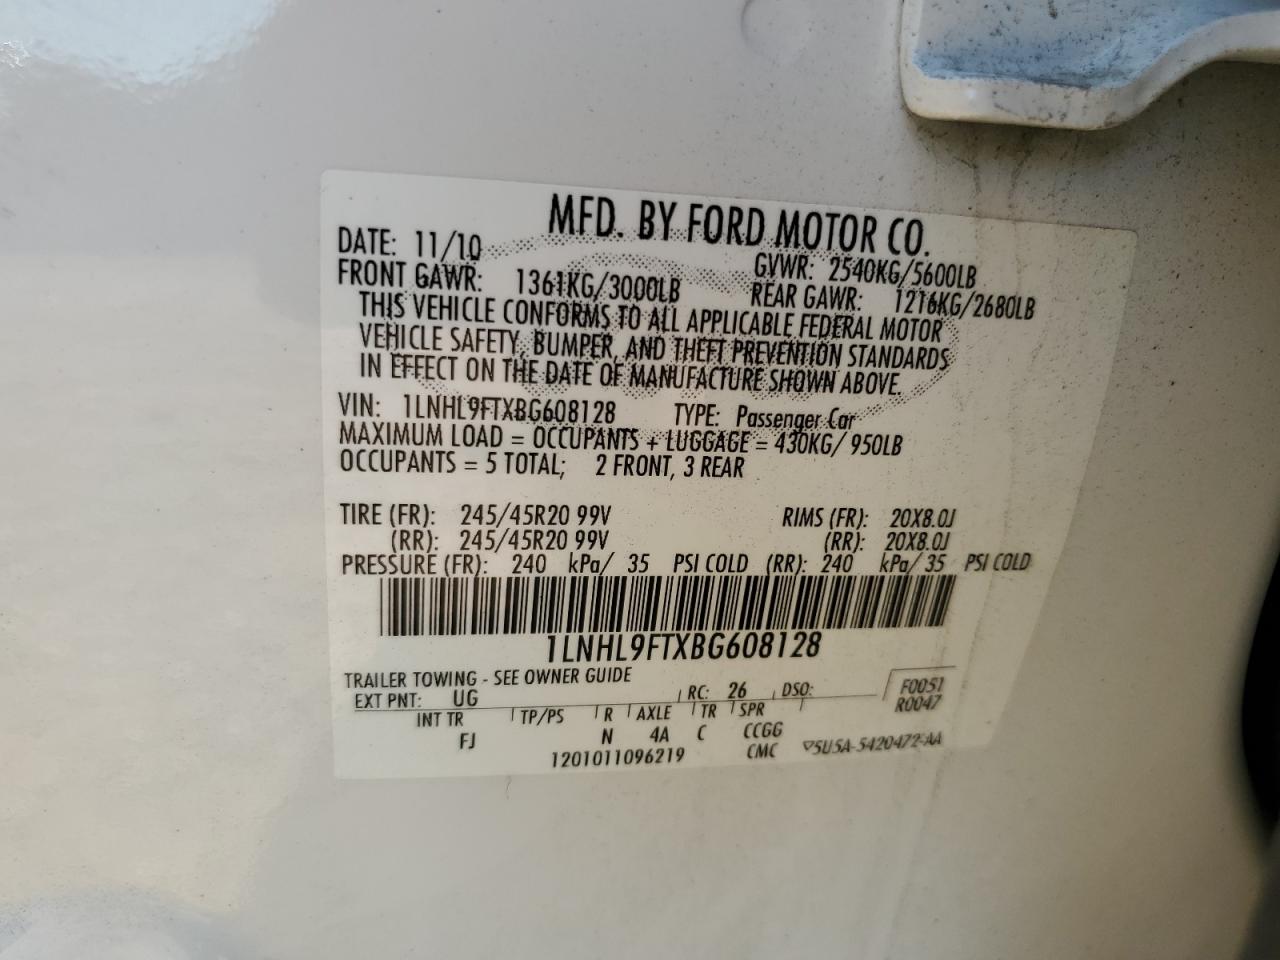 MFD. BY FORD MOTOR CO.
DATE: 11/10 GVWR: 2540KG/5600LB
FRONT GAWR: 1361KG/3000LB REAR GAWR: 1216KG/2680LB
THIS VEHICLE CONFORMS TO ALL APPLICABLE FEDERAL MOTOR
VEHICLE SAFETY, BUMPER, AND THEFT PREVENTION STANDARDS
IN EFFECT ON THE DATE OF MANUFACTURE SHOWN ABOVE.
VIN: 1LNHL9FTXBG608128 TYPE: Passenger Car
MAXIMUM LOAD = OCCUPANTS + LUGGAGE = 430KG/ 950LB
OCCUPANTS = 5 TOTAL; 2 FRONT, 3 REAR
TIRE (FR): 245/45R20 99V RIMS (FR): 20X8.0J
(RR): 245/45R20 99V (RR): 20X8.0J
PRESSURE (FR): 240 kPa/ 35 PSI COLD (RR): 240 kPa/ 35 PSI COLD
1LNHL9FTXBG608128
TRAILER TOWING - SEE OWNER GUIDE
EXT PNT: UG RC: 26 DSO: F0051
R0047
INT TR TP/PS R AXLE TR SPR
FJ N 4A C CCGG
1201011096219 CMC ▽5U5A-5420472-AA